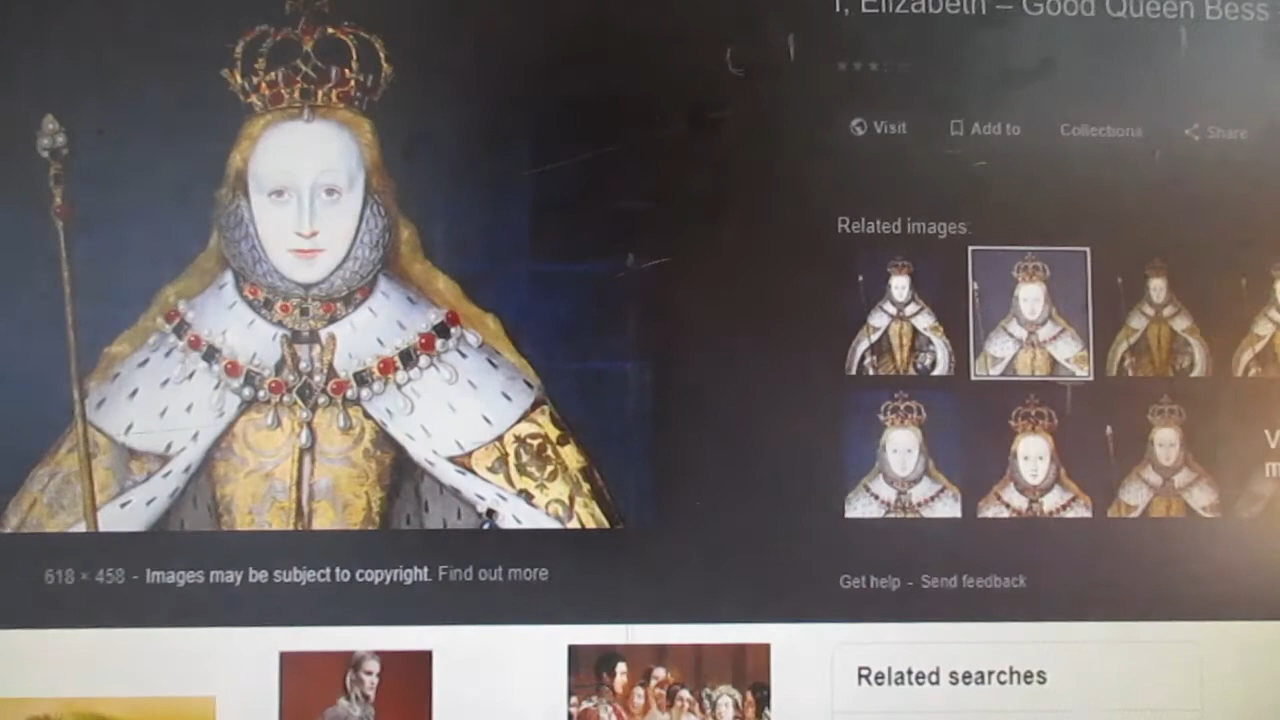 I, Elizabeth – Good Queen Bess
Visit
Add to
Collections
Share
Related images:
618 × 458 - Images may be subject to copyright. Find out more
Get help - Send feedback
Related searches